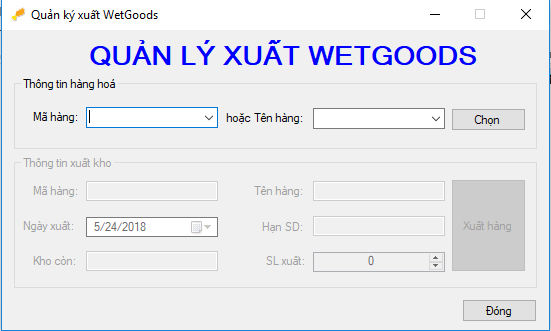 Quản ký xuất WetGoods
QUẢN LÝ XUẤT WETGOODS
Thông tin hàng hoá
Mã hàng: hoặc Tên hàng: Chọn
Thông tin xuất kho
Mã hàng: Tên hàng:
Ngày xuất: 5/24/2018 Hạn SD: Xuất hàng
Kho còn: SL xuất: 0
Đóng